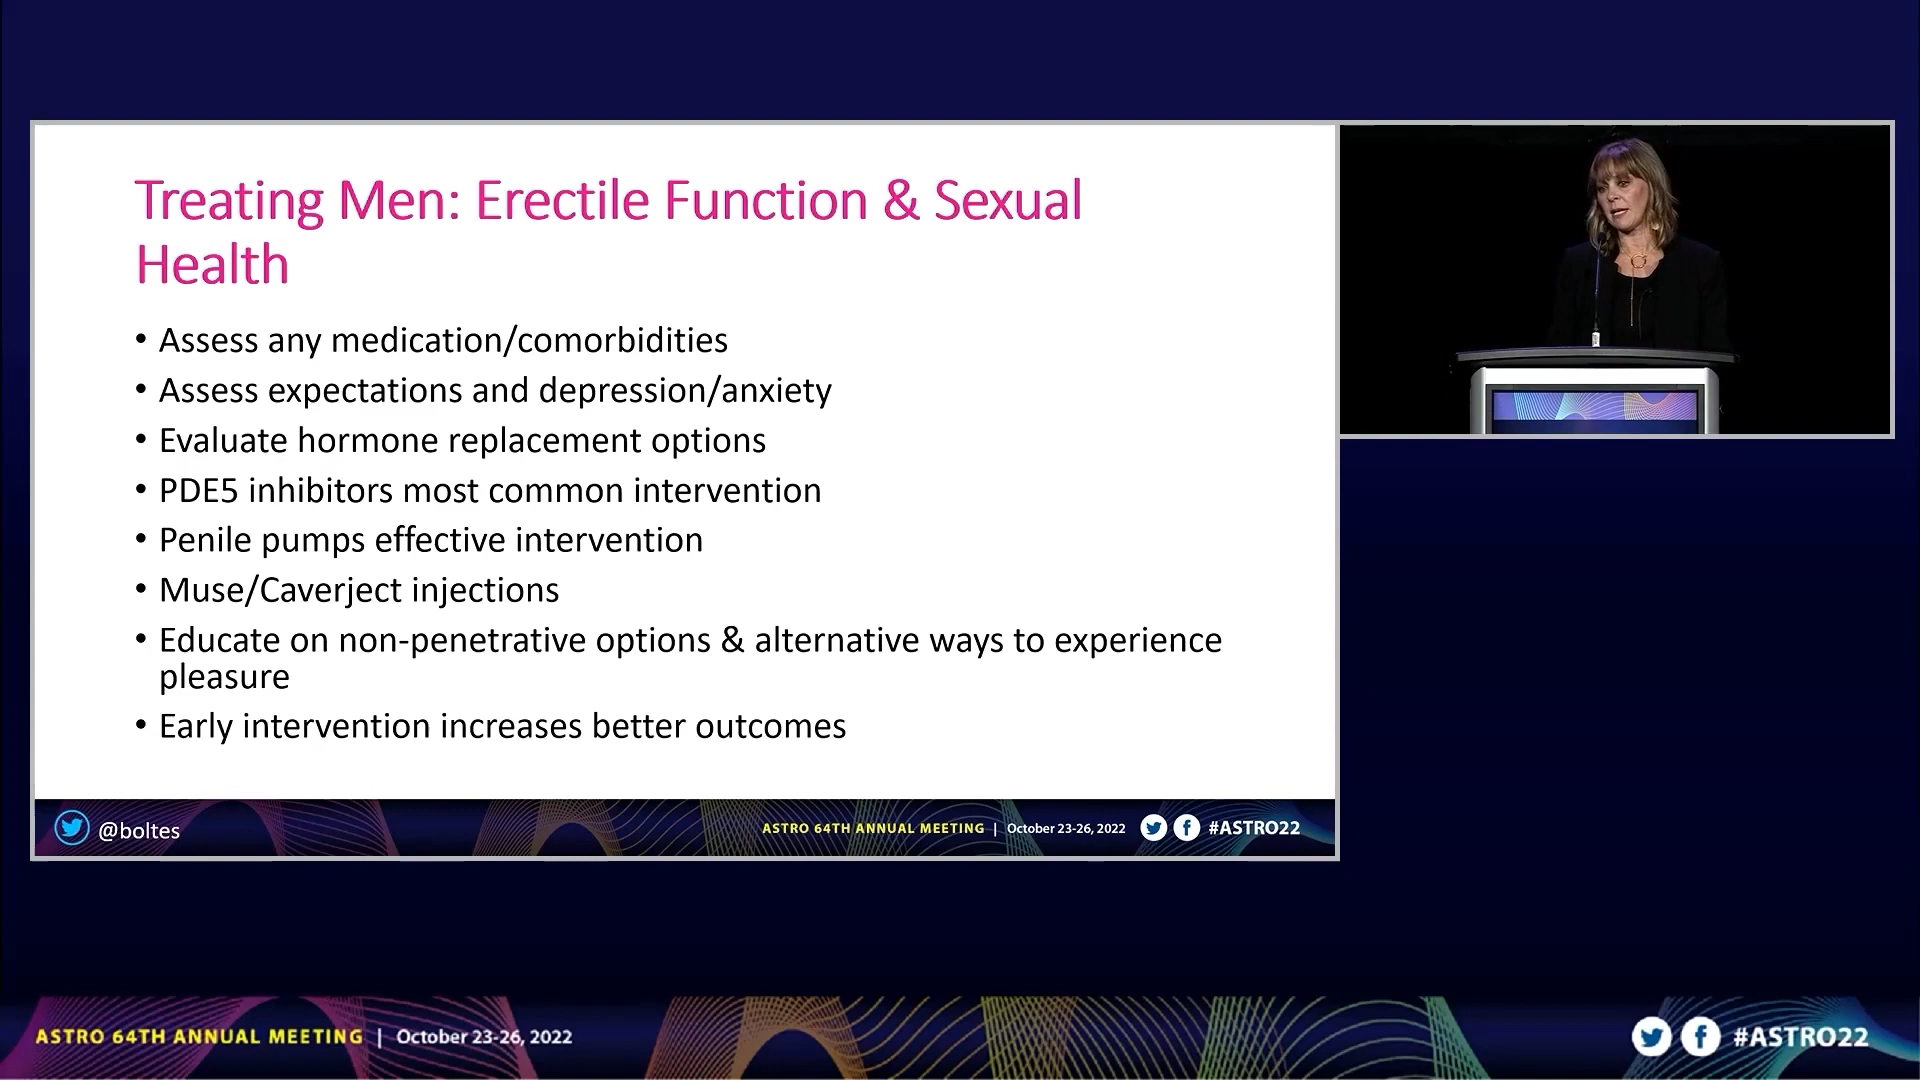 Treating Men: Erectile Function & Sexual
Health
• Assess any medication/comorbidities
• Assess expectations and depression/anxiety
• Evaluate hormone replacement options
• PDE5 inhibitors most common intervention
• Penile pumps effective intervention
• Muse/Caverject injections
• Educate on non-penetrative options & alternative ways to experience
pleasure
• Early intervention increases better outcomes
@boltes
ASTRO 64TH ANNUAL MEETING | October 23-26, 2022 #ASTRO22
ASTRO 64TH ANNUAL MEETING | October 23-26, 2022 #ASTRO22